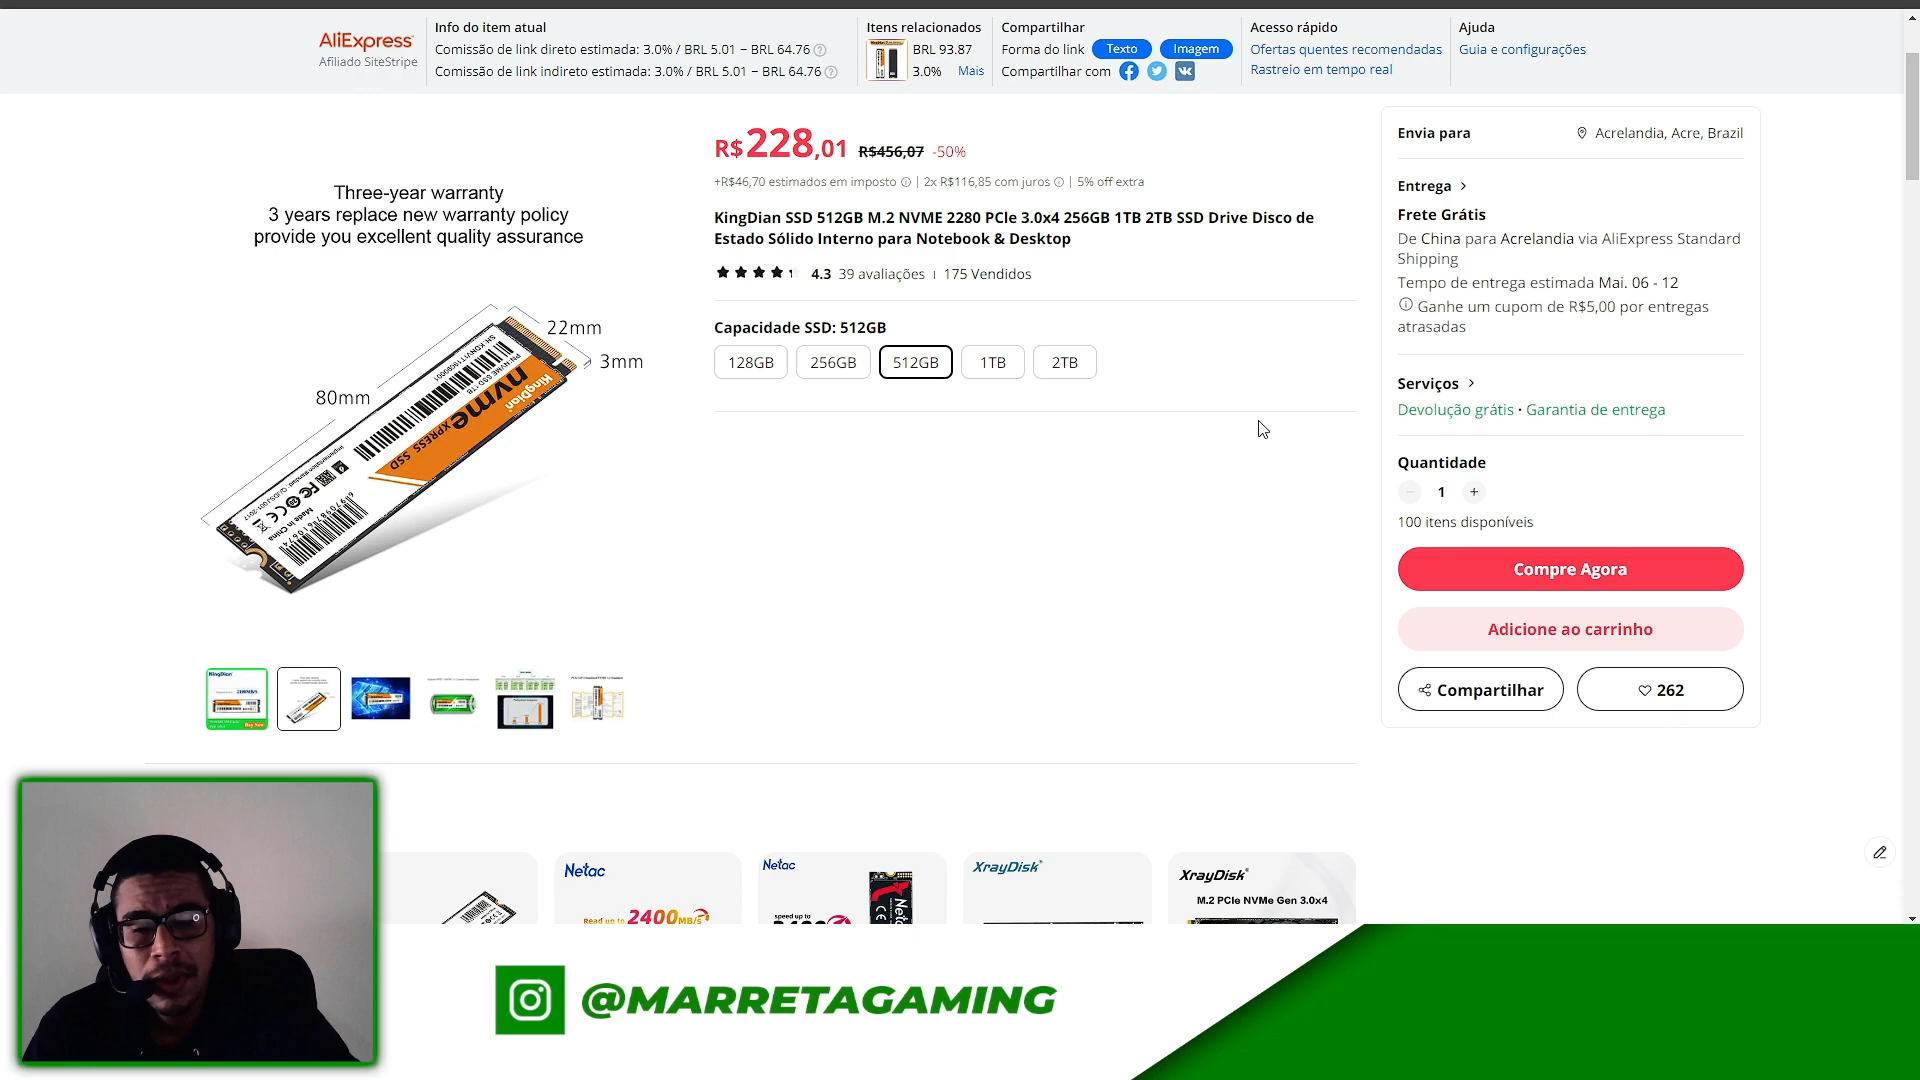 AliExpress
Afiliado SiteStripe
Info do item atual
Comissão de link direto estimada: 3.0% / BRL 5.01 ~ BRL 64.76
Comissão de link indireto estimada: 3.0% / BRL 5.01 ~ BRL 64.76
Itens relacionados
BRL 93.87
3.0% Mais
Compartilhar
Forma do link Texto Imagem
Compartilhar com
Acesso rápido
Ofertas quentes recomendadas
Rastreio em tempo real
Ajuda
Guia e configurações
Three-year warranty
3 years replace new warranty policy
provide you excellent quality assurance
22mm
3mm
80mm
KingDian
nvme
EXPRESS SSD
Made in China
R$228,01 R$456,07 -50%
+R$46,70 estimados em imposto | 2x R$116,85 com juros | 5% off extra
KingDian SSD 512GB M.2 NVME 2280 PCIe 3.0x4 256GB 1TB 2TB SSD Drive Disco de
Estado Sólido Interno para Notebook & Desktop
4.3 39 avaliações | 175 Vendidos
Capacidade SSD: 512GB
128GB 256GB 512GB 1TB 2TB
Envia para Acrelandia, Acre, Brazil
Entrega
Frete Grátis
De China para Acrelandia via AliExpress Standard
Shipping
Tempo de entrega estimada Mai. 06 - 12
Ganhe um cupom de R$5,00 por entregas
atrasadas
Serviços
Devolução grátis • Garantia de entrega
Quantidade
1 +
100 itens disponíveis
Compre Agora
Adicione ao carrinho
Compartilhar
262
KingDian
Netac
Read up to 2400MB/s
Netac
speed up to
Netac
XrayDisk
XrayDisk
M.2 PCIe NVMe Gen 3.0x4
@MARRETAGAMING